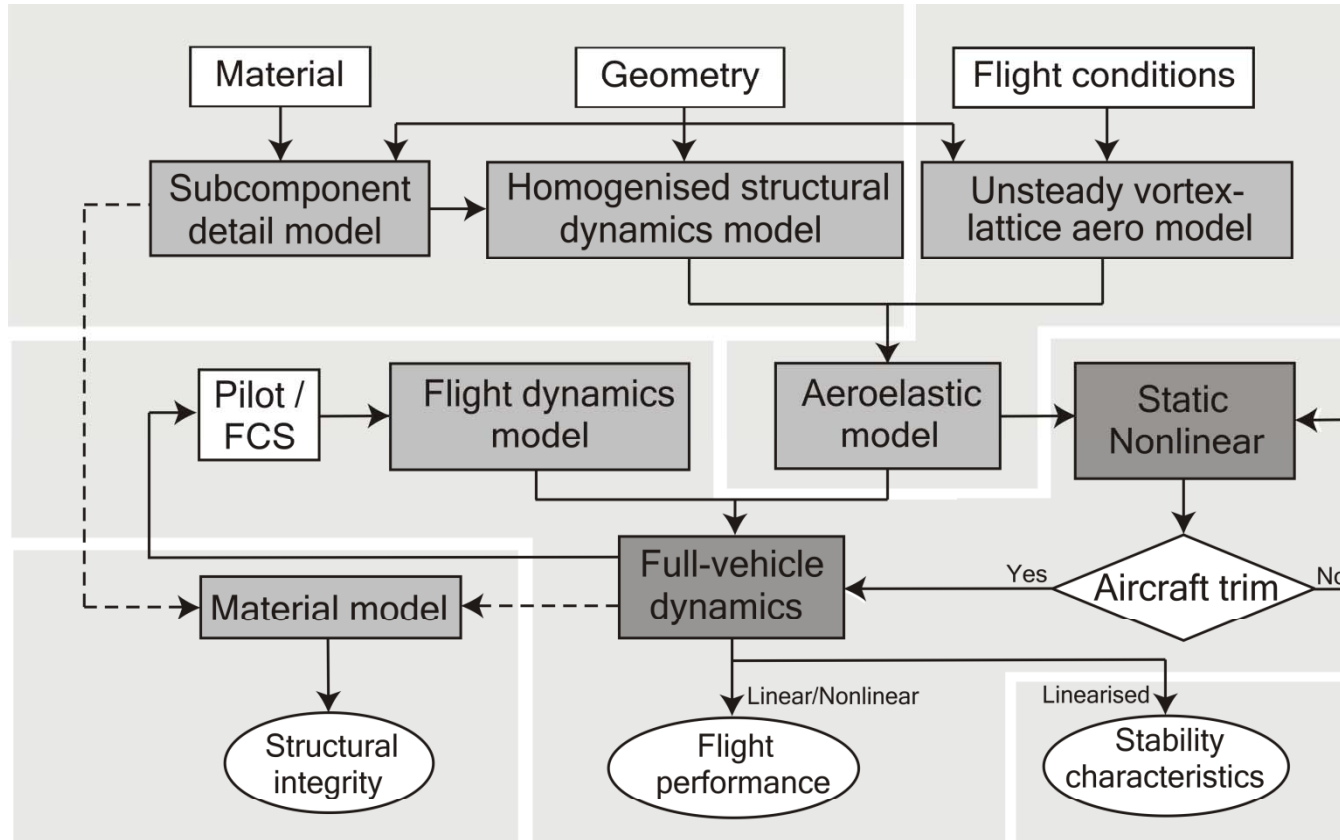 Material
Geometry
Flight conditions
Subcomponent
detail model
Homogenised structural
dynamics model
Unsteady vortex-
lattice aero model
Pilot /
FCS
Flight dynamics
model
Aeroelastic
model
Static
Nonlinear
Full-vehicle
dynamics
Yes
Aircraft trim
No
Material model
Linear/Nonlinear
Linearised
Structural
integrity
Flight
performance
Stability
characteristics